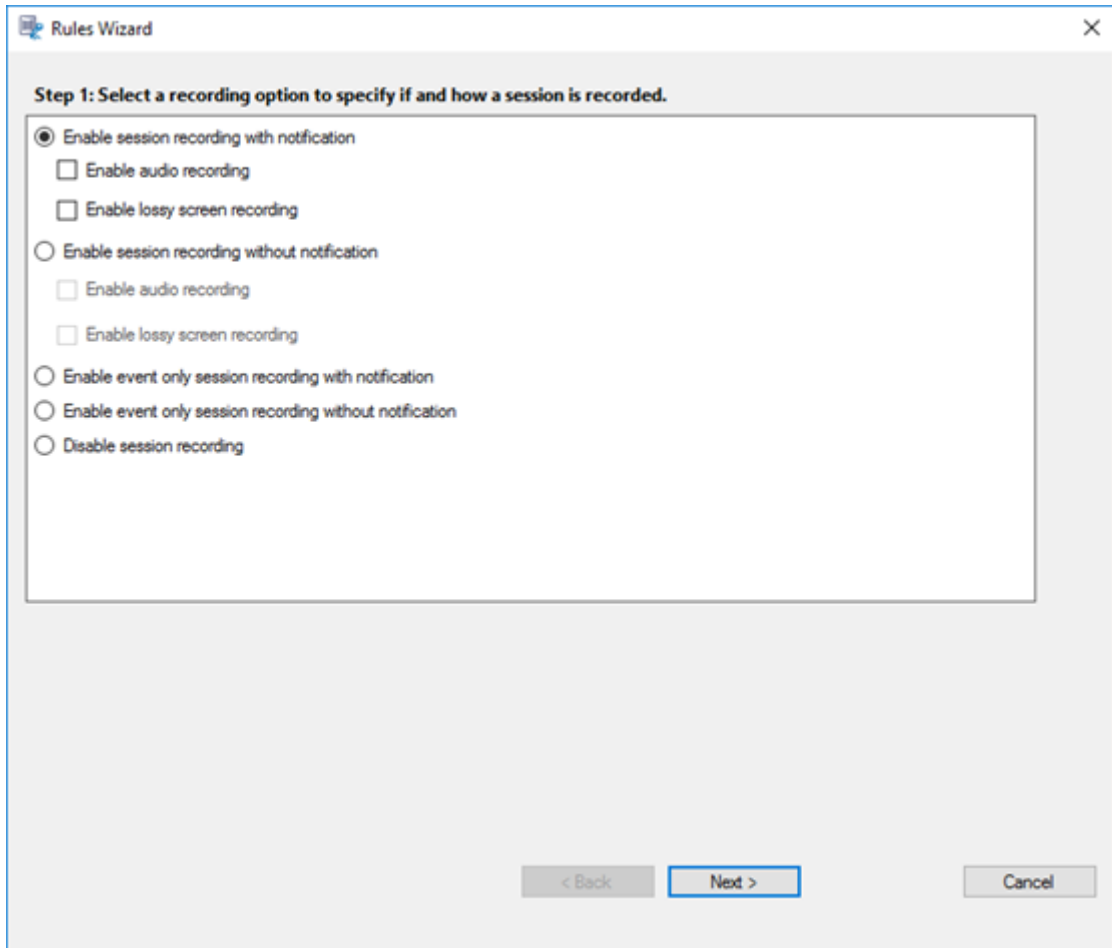 Rules Wizard
Step 1: Select a recording option to specify if and how a session is recorded.
Enable session recording with notification
Enable audio recording
Enable lossy screen recording
Enable session recording without notification
Enable audio recording
Enable lossy screen recording
Enable event only session recording with notification
Enable event only session recording without notification
Disable session recording
< Back
Next >
Cancel